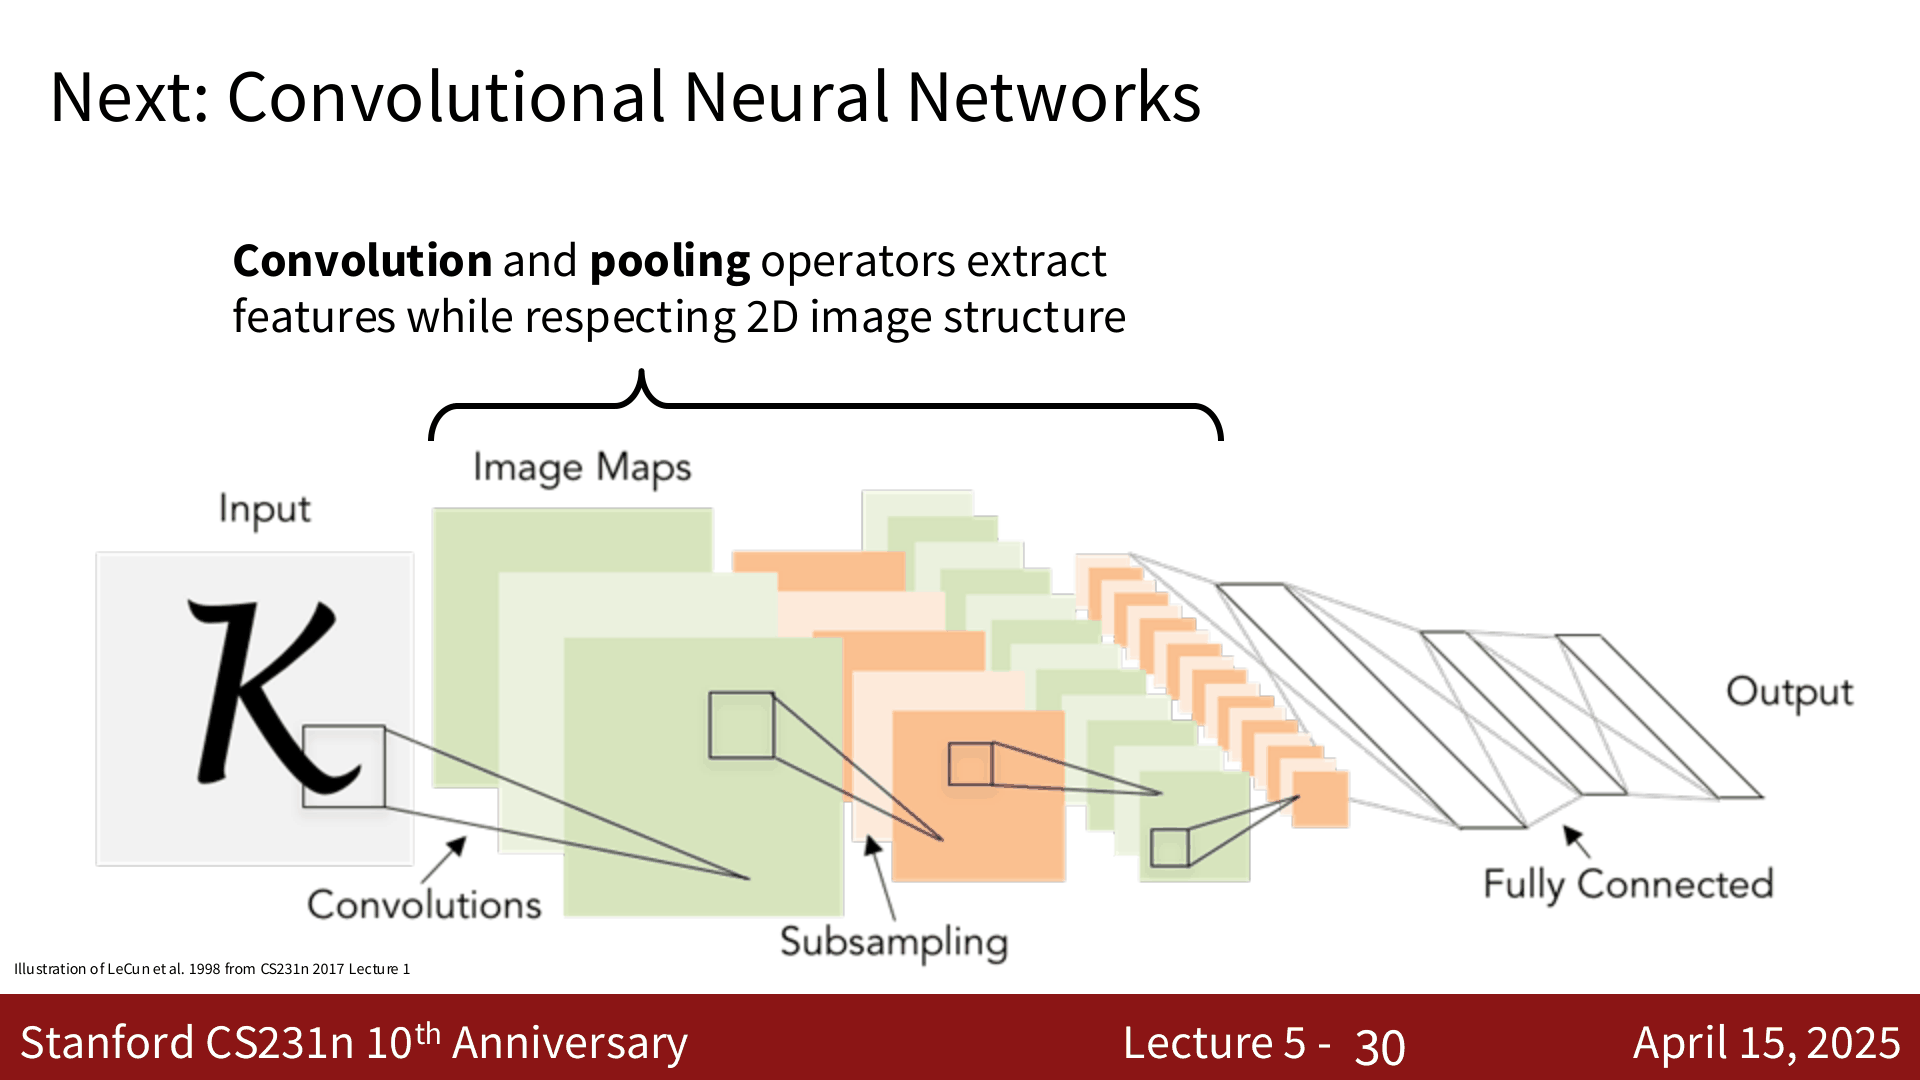 Next: Convolutional Neural Networks
Convolution and pooling operators extract
features while respecting 2D image structure
Image Maps
Input
K
Output
Fully Connected
Convolutions
Subsampling
Illustration of LeCun et al. 1998 from CS231n 2017 Lecture 1
Stanford CS231n 10th Anniversary
Lecture 5 - 30
April 15, 2025